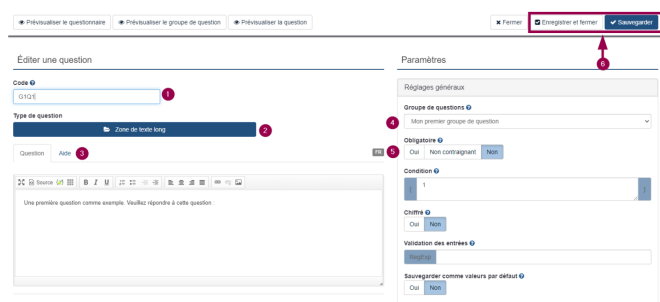 Prévisualiser le questionnaire Prévisualiser le groupe de question Prévisualiser la question Fermer Enregistrer et fermer Sauvegarder
6
Éditer une question
Code
G1Q1
1
Type de question
Zone de texte long
2
Question Aide 3 FR
Source B I U
Une première question comme exemple. Veuillez répondre à cette question :
Paramètres
Réglages généraux
Groupe de questions
4 Mon premier groupe de question
Obligatoire
5 Oui Non contraignant Non
Condition
{ 1 }
Chiffré
Oui Non
Validation des entrées
RegExp
Sauvegarder comme valeurs par défaut
Oui Non